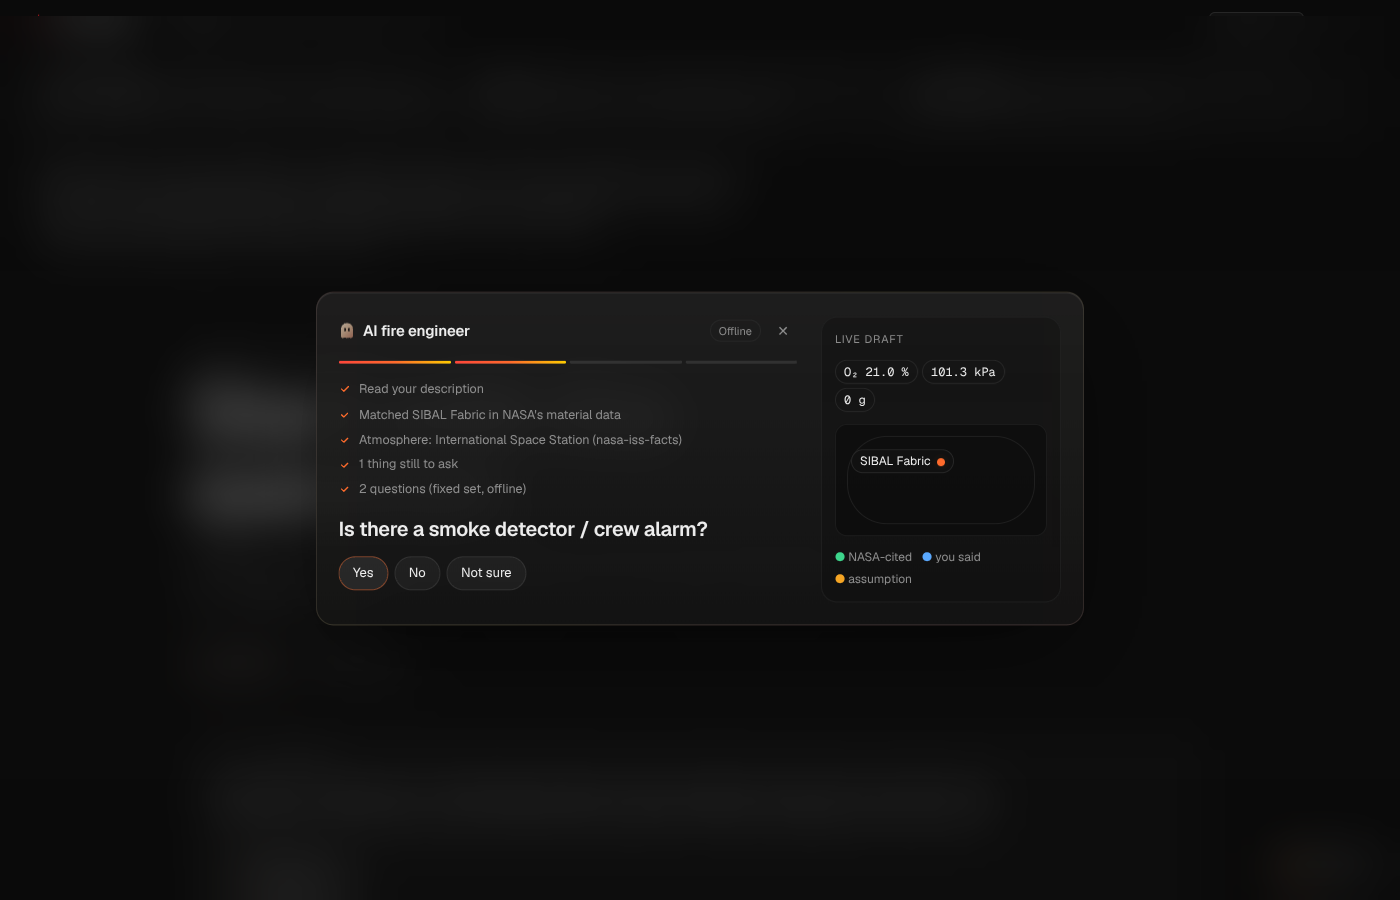 AI fire engineer
Offline
Read your description
Matched SIBAL Fabric in NASA's material data
Atmosphere: International Space Station (nasa-iss-facts)
1 thing still to ask
2 questions (fixed set, offline)
Is there a smoke detector / crew alarm?
Yes No Not sure
LIVE DRAFT
O₂ 21.0 % 101.3 kPa
0 g
SIBAL Fabric
NASA-cited you said
assumption